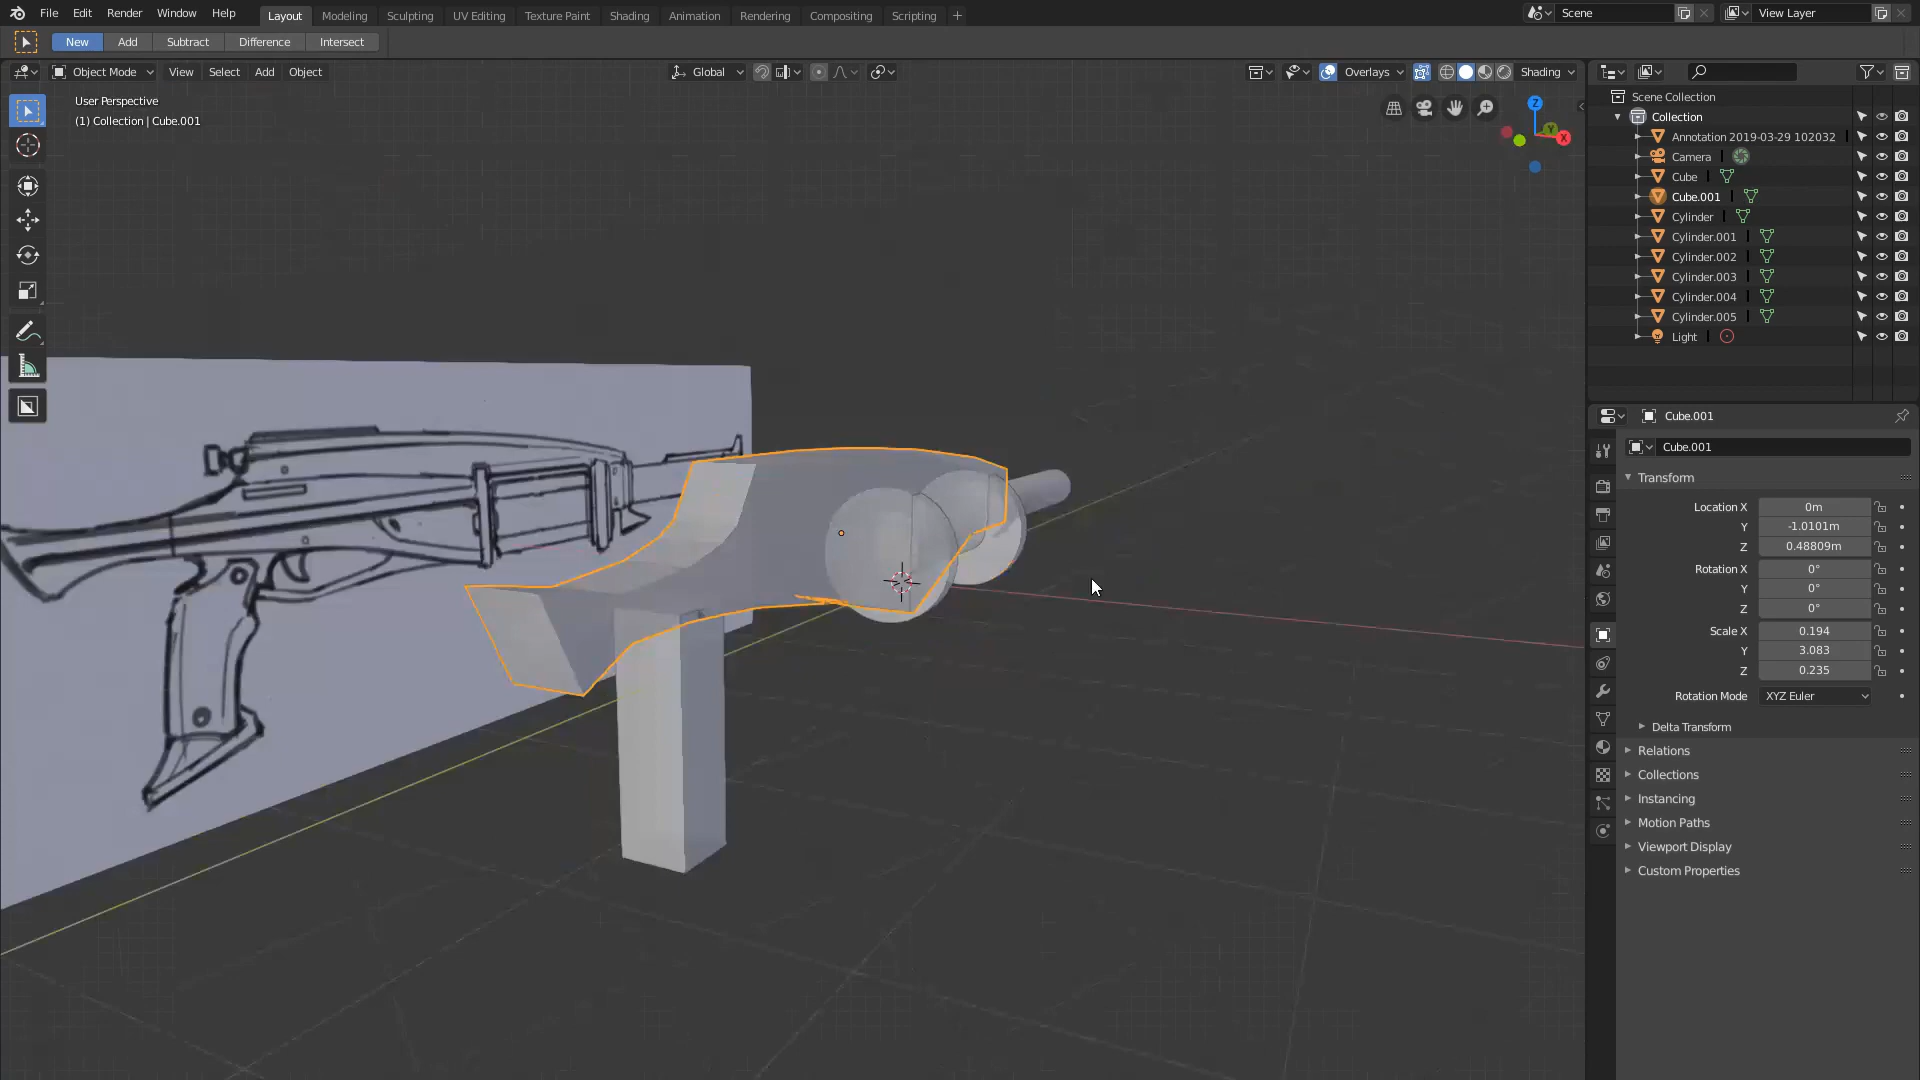 File Edit Render Window Help Layout Modeling Sculpting UV Editing Texture Paint Shading Animation Rendering Compositing Scripting + Scene View Layer
New Add Subtract Difference Intersect
Object Mode View Select Add Object Global Overlays Shading
User Perspective
(1) Collection | Cube.001
Z
Y
X
Scene Collection
Collection
Annotation 2019-03-29 102032
Camera
Cube
Cube.001
Cylinder
Cylinder.001
Cylinder.002
Cylinder.003
Cylinder.004
Cylinder.005
Light
Cube.001
Cube.001
Transform
Location X 0m
Y -1.0101m
Z 0.48809m
Rotation X 0°
Y 0°
Z 0°
Scale X 0.194
Y 3.083
Z 0.235
Rotation Mode XYZ Euler
Delta Transform
Relations
Collections
Instancing
Motion Paths
Viewport Display
Custom Properties